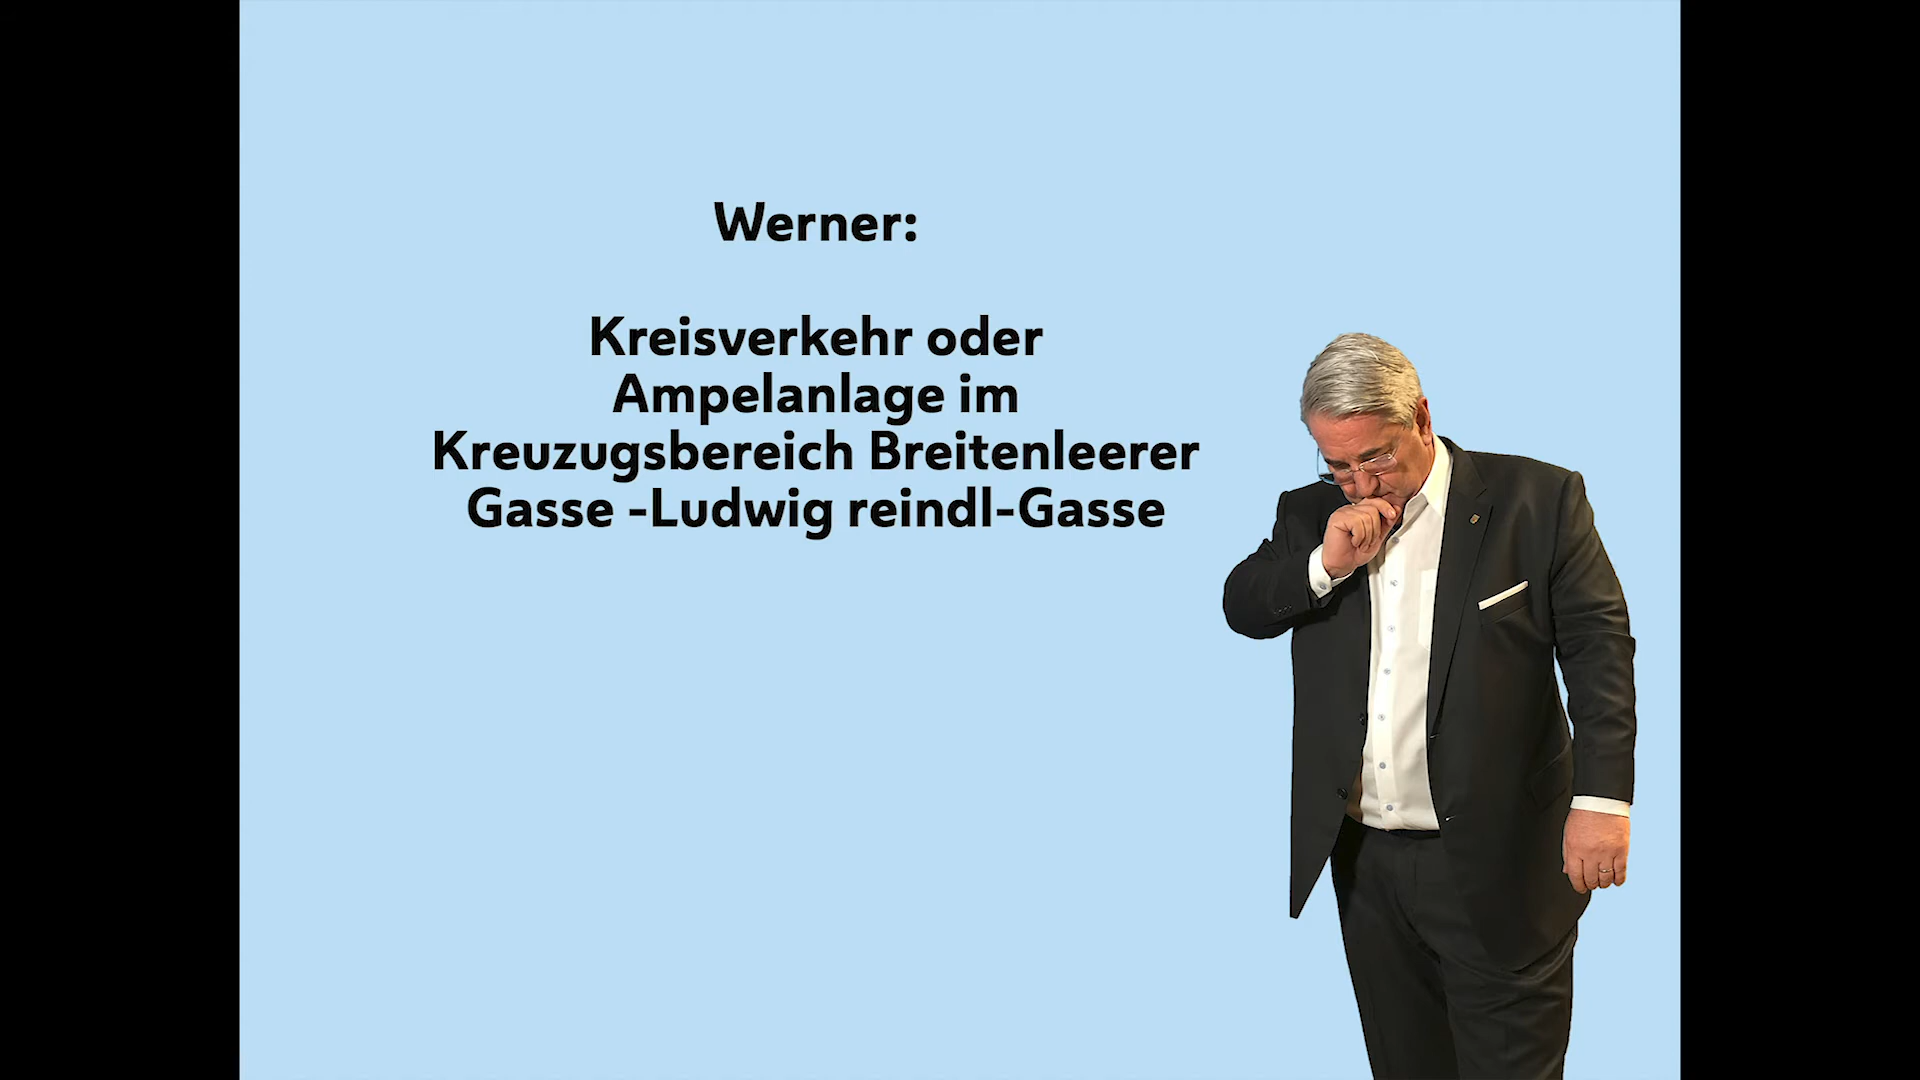 Werner:
Kreisverkehr oder
Ampelanlage im
Kreuzugsbereich Breitenleerer
Gasse -Ludwig reindl-Gasse